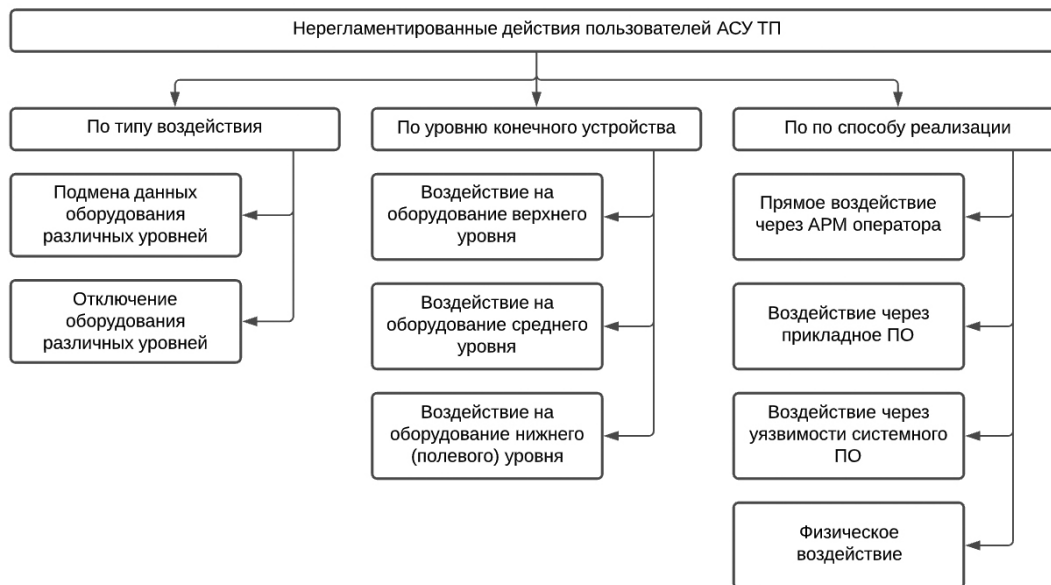 Нерегламентированные действия пользователей АСУ ТП
По типу воздействия
По уровню конечного устройства
По по способу реализации
Подмена данных
оборудования
различных уровней
Отключение
оборудования
различных уровней
Воздействие на
оборудование верхнего
уровня
Воздействие на
оборудование среднего
уровня
Воздействие на
оборудование нижнего
(полевого) уровня
Прямое воздействие
через АРМ оператора
Воздействие через
прикладное ПО
Воздействие через
уязвимости системного
ПО
Физическое
воздействие